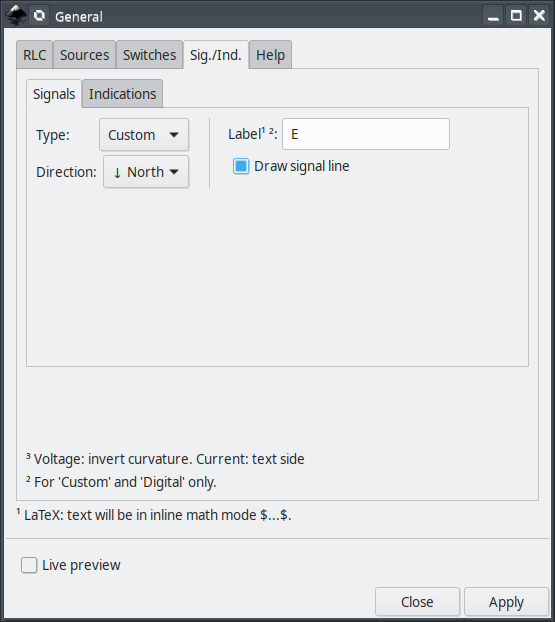 General
RLC Sources Switches Sig./Ind. Help
Signals Indications
Type: Custom Label¹ ²: E
Direction: ↓ North Draw signal line
³ Voltage: invert curvature. Current: text side
² For 'Custom' and 'Digital' only.
¹ LaTeX: text will be in inline math mode $...$.
Live preview
Close Apply